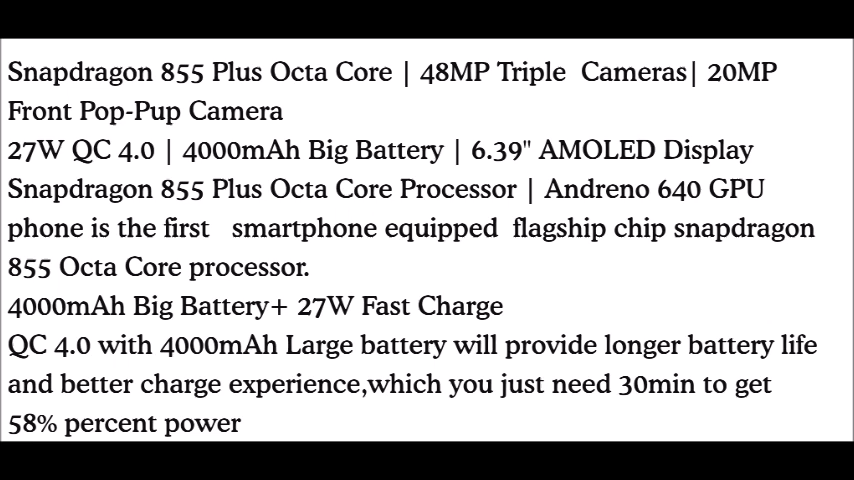 Snapdragon 855 Plus Octa Core | 48MP Triple  Cameras| 20MP
Front Pop-Pup Camera
27W QC 4.0 | 4000mAh Big Battery | 6.39" AMOLED Display
Snapdragon 855 Plus Octa Core Processor | Andreno 640 GPU
phone is the first   smartphone equipped  flagship chip snapdragon
855 Octa Core processor.
4000mAh Big Battery+ 27W Fast Charge
QC 4.0 with 4000mAh Large battery will provide longer battery life
and better charge experience,which you just need 30min to get
58% percent power